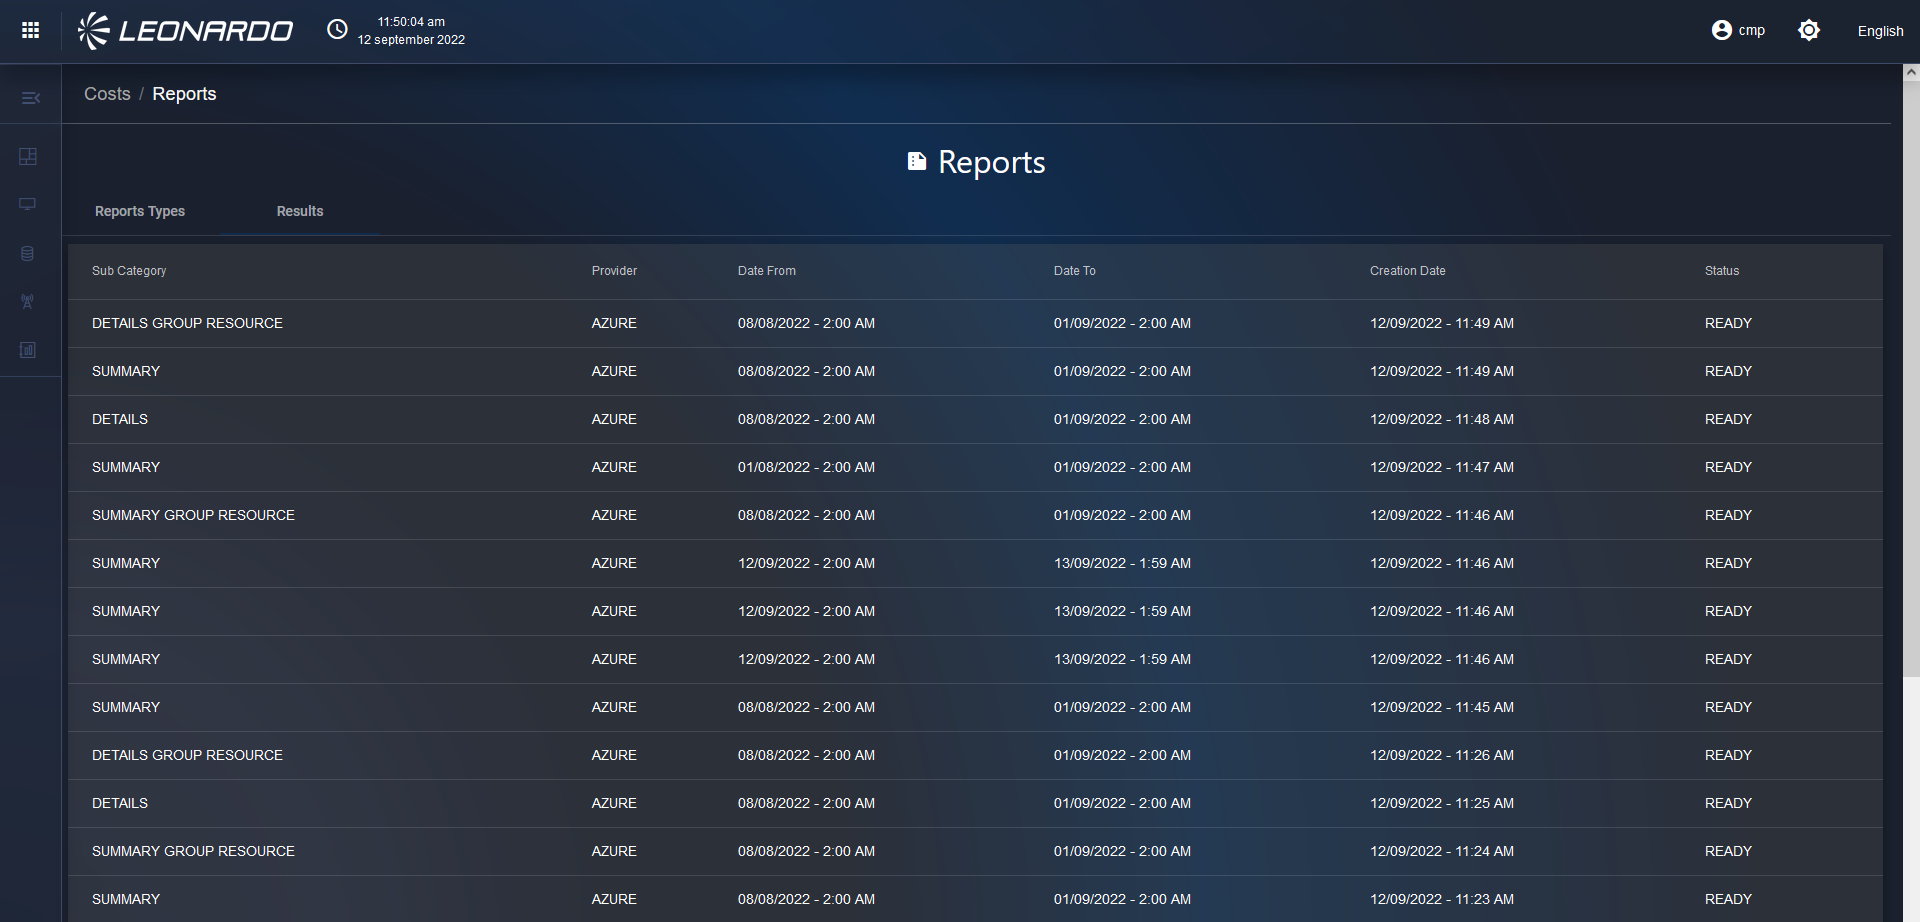 LEONARDO
11:50:04 am
12 september 2022
cmp
English
Costs / Reports
Reports
Reports Types Results
Sub Category Provider Date From Date To Creation Date Status
DETAILS GROUP RESOURCE AZURE 08/08/2022 - 2:00 AM 01/09/2022 - 2:00 AM 12/09/2022 - 11:49 AM READY
SUMMARY AZURE 08/08/2022 - 2:00 AM 01/09/2022 - 2:00 AM 12/09/2022 - 11:49 AM READY
DETAILS AZURE 08/08/2022 - 2:00 AM 01/09/2022 - 2:00 AM 12/09/2022 - 11:48 AM READY
SUMMARY AZURE 01/08/2022 - 2:00 AM 01/09/2022 - 2:00 AM 12/09/2022 - 11:47 AM READY
SUMMARY GROUP RESOURCE AZURE 08/08/2022 - 2:00 AM 01/09/2022 - 2:00 AM 12/09/2022 - 11:46 AM READY
SUMMARY AZURE 12/09/2022 - 2:00 AM 13/09/2022 - 1:59 AM 12/09/2022 - 11:46 AM READY
SUMMARY AZURE 12/09/2022 - 2:00 AM 13/09/2022 - 1:59 AM 12/09/2022 - 11:46 AM READY
SUMMARY AZURE 12/09/2022 - 2:00 AM 13/09/2022 - 1:59 AM 12/09/2022 - 11:46 AM READY
SUMMARY AZURE 08/08/2022 - 2:00 AM 01/09/2022 - 2:00 AM 12/09/2022 - 11:45 AM READY
DETAILS GROUP RESOURCE AZURE 08/08/2022 - 2:00 AM 01/09/2022 - 2:00 AM 12/09/2022 - 11:26 AM READY
DETAILS AZURE 08/08/2022 - 2:00 AM 01/09/2022 - 2:00 AM 12/09/2022 - 11:25 AM READY
SUMMARY GROUP RESOURCE AZURE 08/08/2022 - 2:00 AM 01/09/2022 - 2:00 AM 12/09/2022 - 11:24 AM READY
SUMMARY AZURE 08/08/2022 - 2:00 AM 01/09/2022 - 2:00 AM 12/09/2022 - 11:23 AM READY